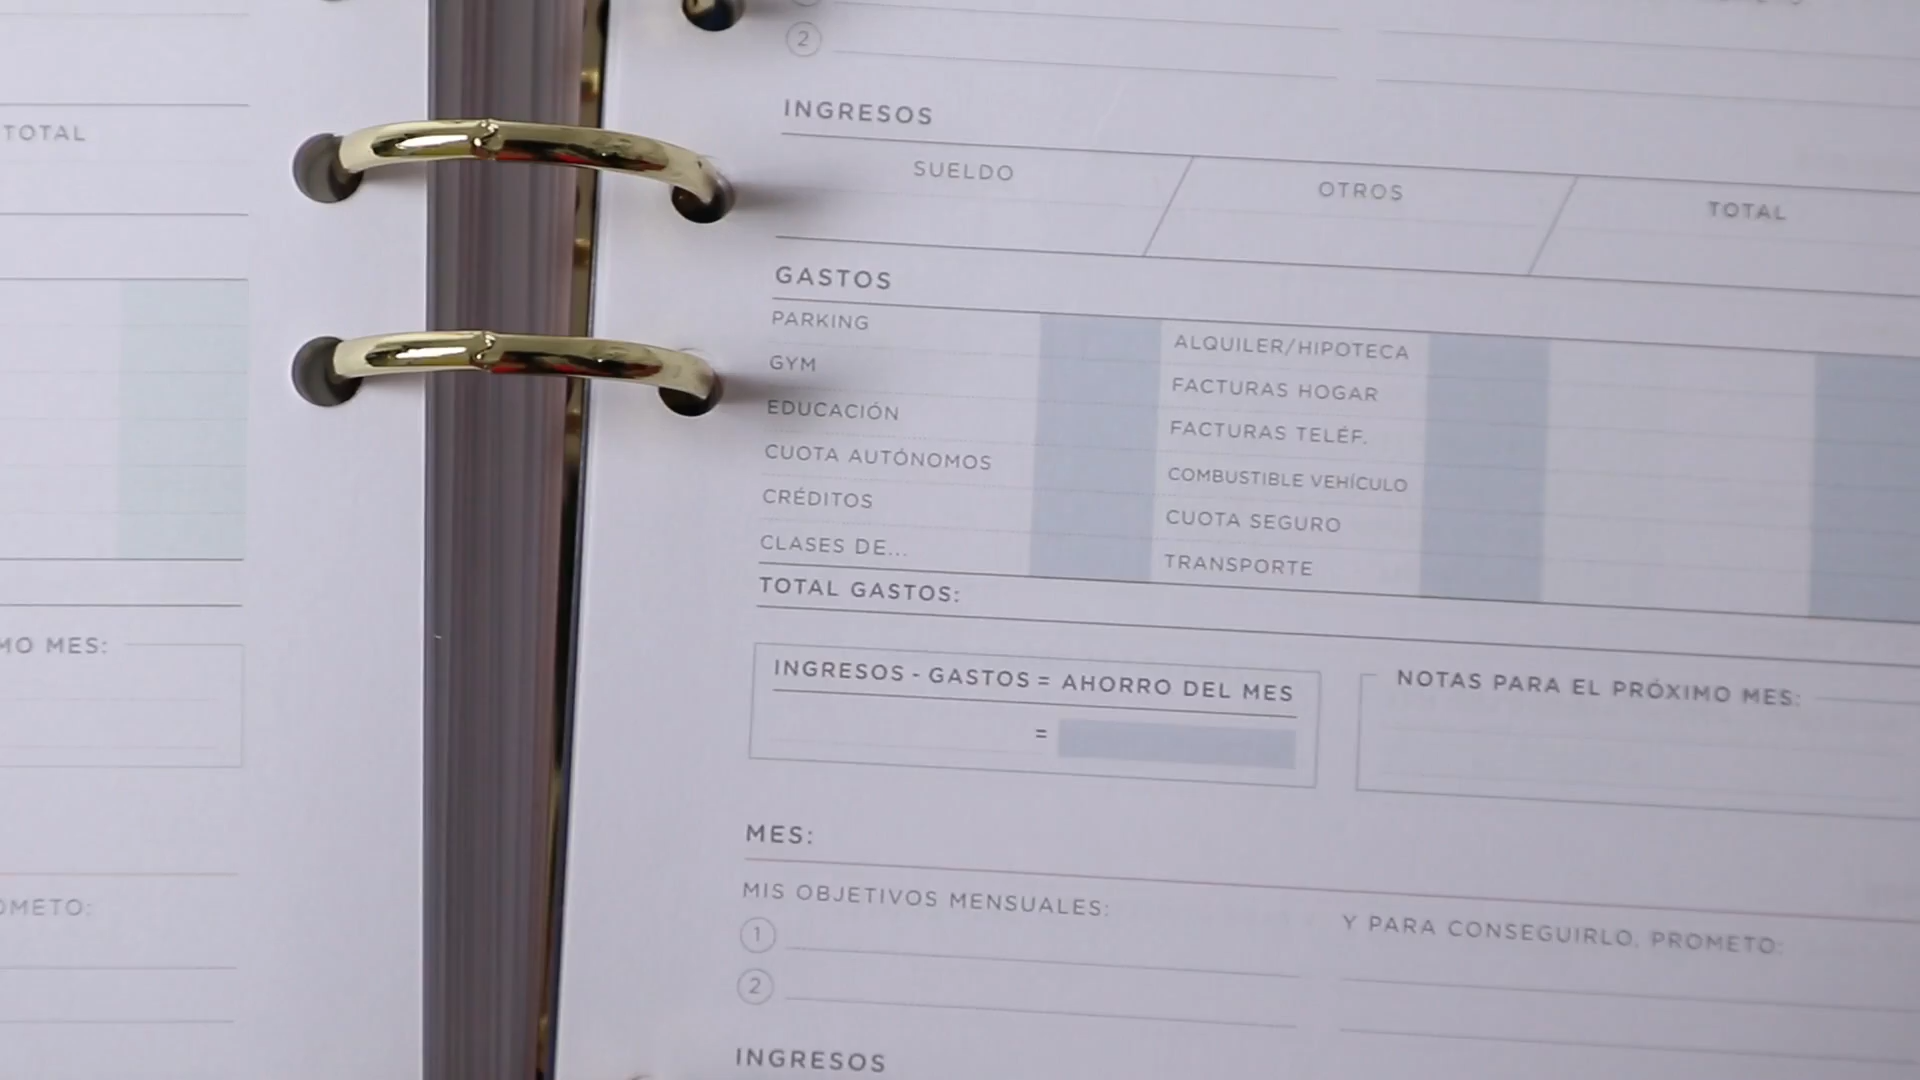 TOTAL
MO MES:
OMETO:
2
INGRESOS
SUELDO OTROS TOTAL
GASTOS
PARKING ALQUILER/HIPOTECA
GYM FACTURAS HOGAR
EDUCACIÓN FACTURAS TELÉF.
CUOTA AUTÓNOMOS COMBUSTIBLE VEHÍCULO
CRÉDITOS CUOTA SEGURO
CLASES DE... TRANSPORTE
TOTAL GASTOS:
INGRESOS - GASTOS = AHORRO DEL MES
=
NOTAS PARA EL PRÓXIMO MES:
MES:
MIS OBJETIVOS MENSUALES: Y PARA CONSEGUIRLO, PROMETO:
1
2
INGRESOS